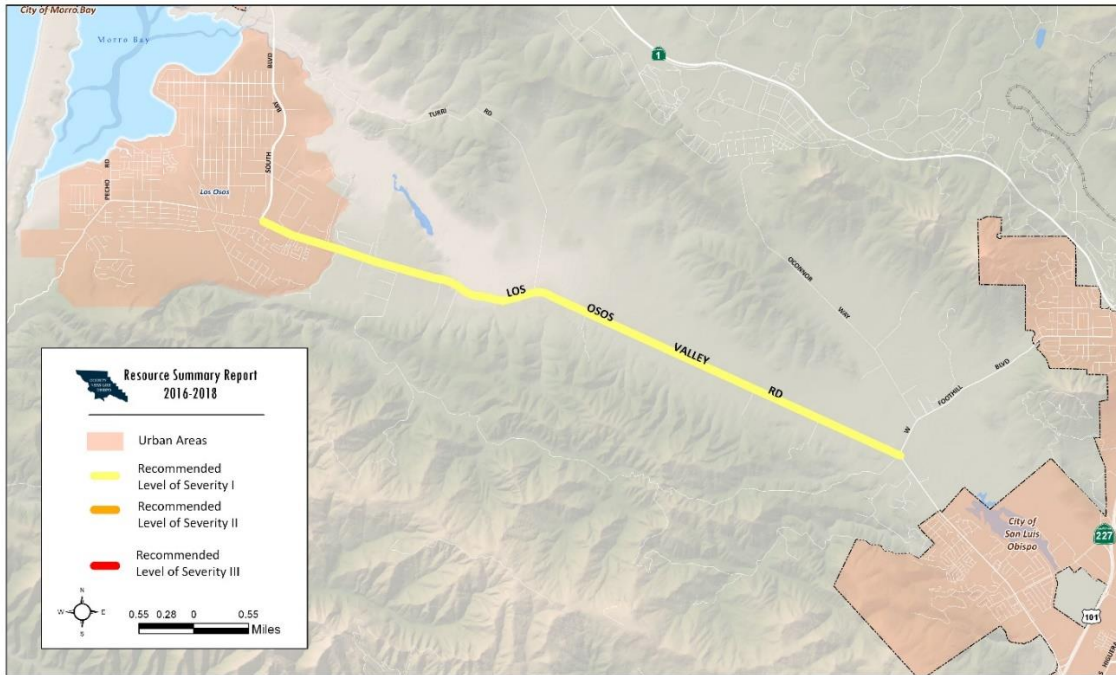 City of Morro Bay
Morro Bay
BLVD
BAY
SOUTH
PECHO RD
Los Osos
TURRI RD
1
LOS OSOS VALLEY RD
OCONNOR WAY
W FOOTHILL BLVD
City of
San Luis
Obispo
227
101
S HIGUERA
Resource Summary Report
2016-2018
Urban Areas
Recommended
Level of Severity I
Recommended
Level of Severity II
Recommended
Level of Severity III
N
W E
S
0.55 0.28 0 0.55
Miles